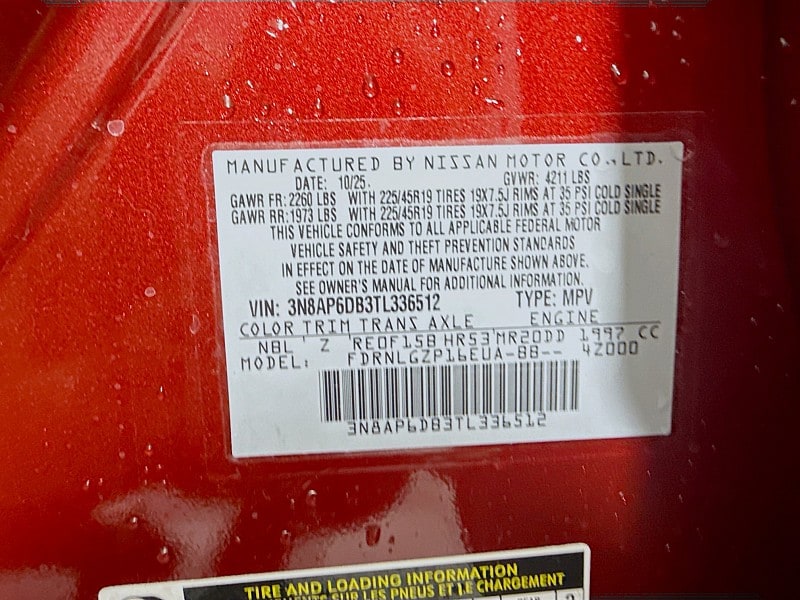 MANUFACTURED BY NISSAN MOTOR CO., LTD.
DATE: 10/25. GVWR: 4211 LBS
GAWR FR: 2260 LBS WITH 225/45R19 TIRES 19X7.5J RIMS AT 35 PSI COLD SINGLE
GAWR RR: 1973 LBS WITH 225/45R19 TIRES 19X7.5J RIMS AT 35 PSI COLD SINGLE
THIS VEHICLE CONFORMS TO ALL APPLICABLE FEDERAL MOTOR
VEHICLE SAFETY AND THEFT PREVENTION STANDARDS
IN EFFECT ON THE DATE OF MANUFACTURE SHOWN ABOVE.
SEE OWNER'S MANUAL FOR ADDITIONAL INFORMATION.
VIN: 3N8AP6DB3TL336512 TYPE: MPV
COLOR TRIM TRANS AXLE ENGINE
NBL ' Z 'RE0F15B HR53'MR20DD 1997 CC
MODEL: FDRNLGZP16EUA-BB-- 4Z000
3N8AP6DB3TL336512
TIRE AND LOADING INFORMATION
SUR LES PNEUS ET LE CHARGEMENT